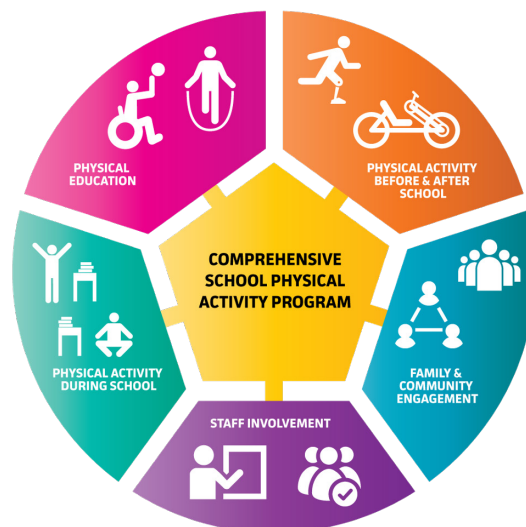 PHYSICAL
EDUCATION
PHYSICAL ACTIVITY
BEFORE & AFTER
SCHOOL
COMPREHENSIVE
SCHOOL PHYSICAL
ACTIVITY PROGRAM
PHYSICAL ACTIVITY
DURING SCHOOL
FAMILY &
COMMUNITY
ENGAGEMENT
STAFF INVOLVEMENT